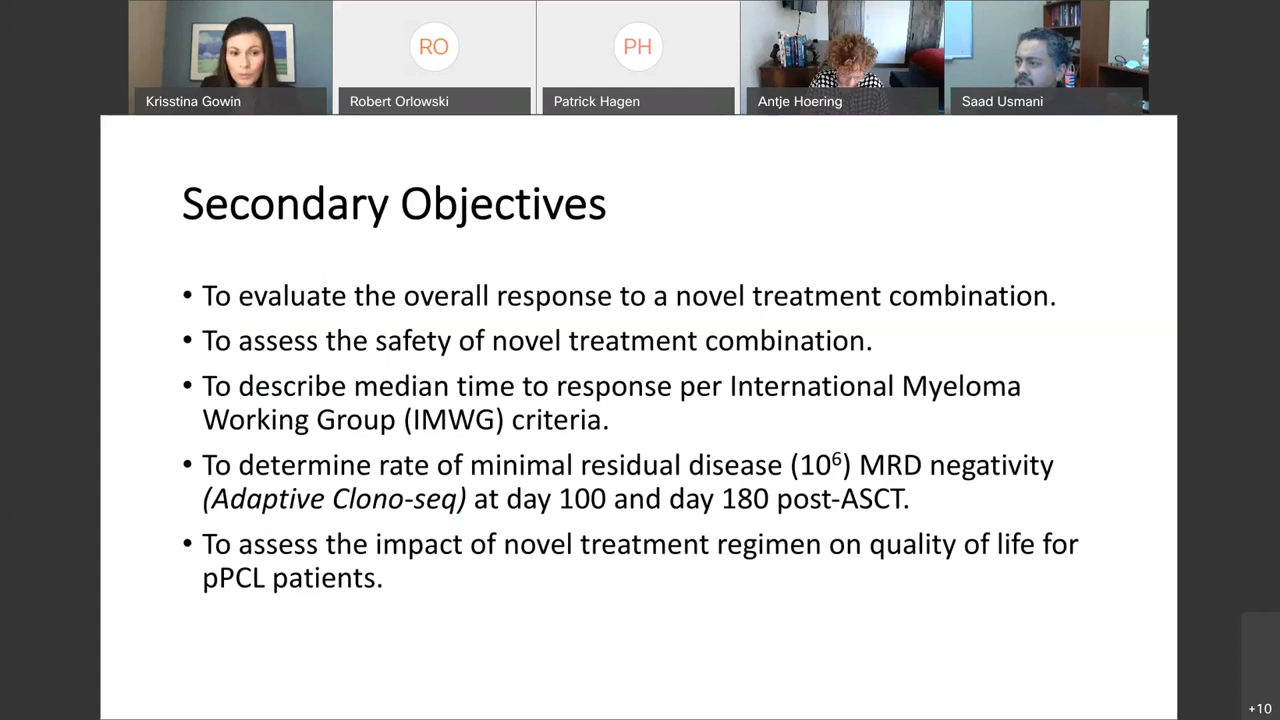 RO
PH
Krisstina Gowin
Robert Orlowski
Patrick Hagen
Antje Hoering
Saad Usmani
Secondary Objectives
• To evaluate the overall response to a novel treatment combination.
• To assess the safety of novel treatment combination.
• To describe median time to response per International Myeloma
Working Group (IMWG) criteria.
• To determine rate of minimal residual disease (10⁶) MRD negativity
(Adaptive Clono-seq) at day 100 and day 180 post-ASCT.
• To assess the impact of novel treatment regimen on quality of life for
pPCL patients.
+10